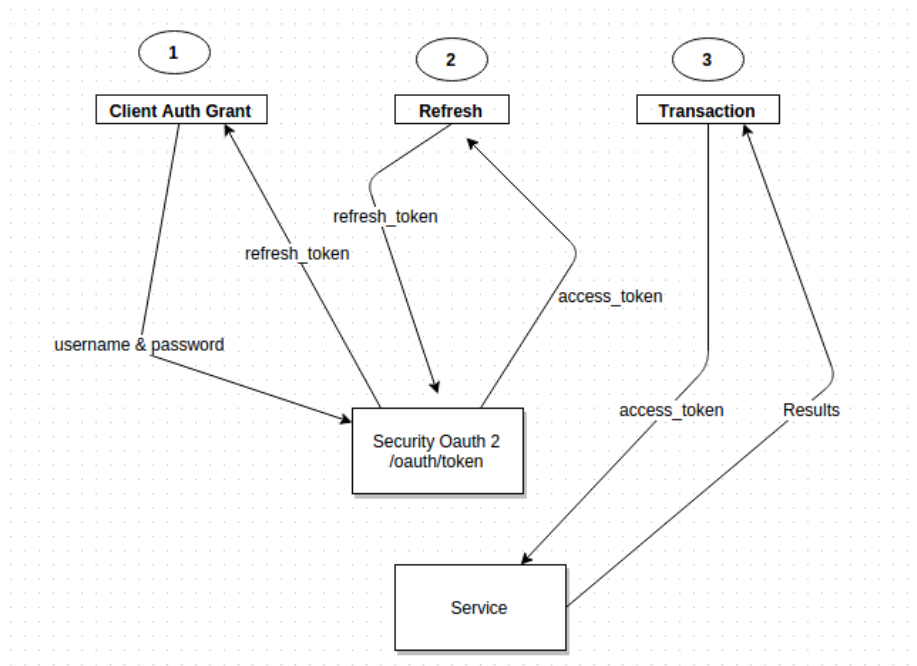 1
2
3
Client Auth Grant
Refresh
Transaction
refresh_token
refresh_token
access_token
username & password
access_token
Results
Security Oauth 2
/oauth/token
Service